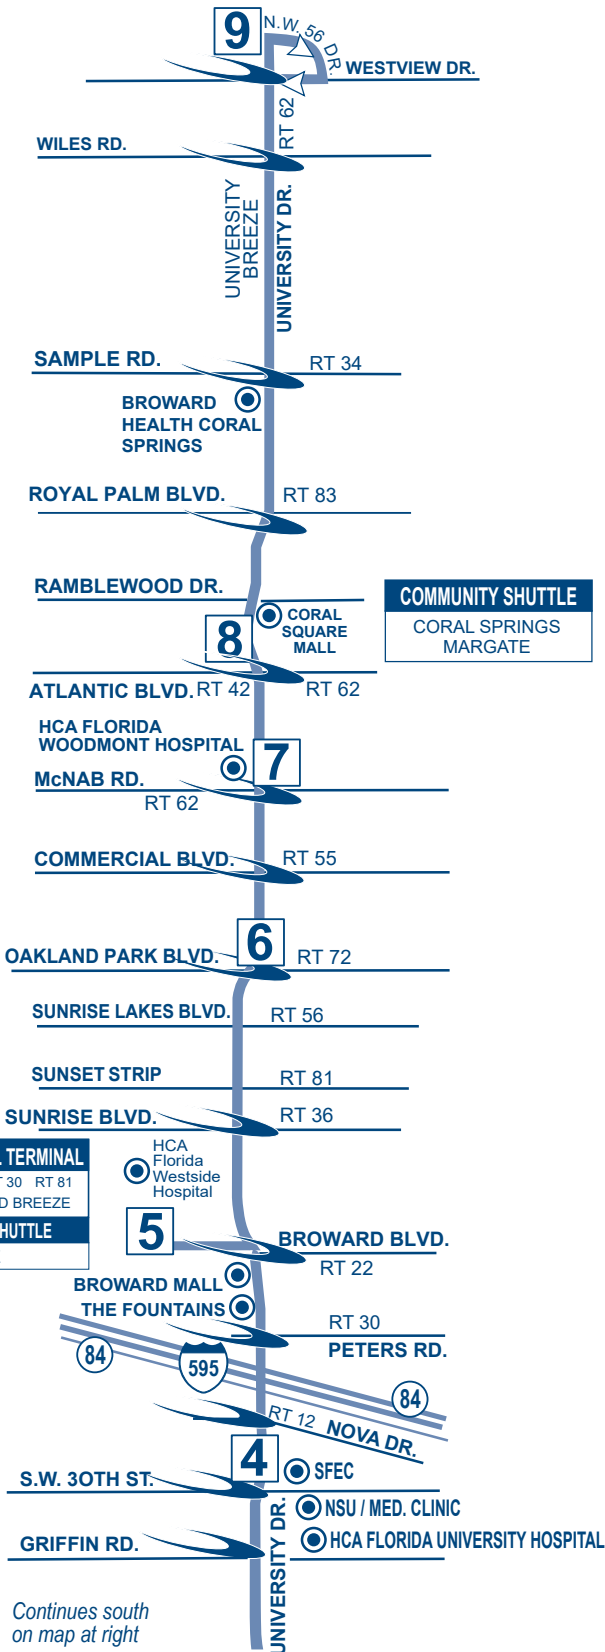 9
N.W. 56 DR.
WESTVIEW DR.
RT 62
WILES RD.
UNIVERSITY
BREEZE
UNIVERSITY DR.
SAMPLE RD.
RT 34
BROWARD
HEALTH CORAL
SPRINGS
ROYAL PALM BLVD.
RT 83
RAMBLEWOOD DR.
COMMUNITY SHUTTLE
CORAL SPRINGS
MARGATE
CORAL
SQUARE
MALL
8
ATLANTIC BLVD.
RT 42
RT 62
HCA FLORIDA
WOODMONT HOSPITAL
7
McNAB RD.
RT 62
COMMERCIAL BLVD.
RT 55
6
OAKLAND PARK BLVD.
RT 72
SUNRISE LAKES BLVD.
RT 56
SUNSET STRIP
RT 81
SUNRISE BLVD.
RT 36
TERMINAL
30 RT 81
BREEZE
HCA
Florida
Westside
Hospital
5
BROWARD BLVD.
RT 22
BROWARD MALL
THE FOUNTAINS
RT 30
PETERS RD.
84
595
84
RT 12
NOVA DR.
4
SFEC
S.W. 3OTH ST.
NSU / MED. CLINIC
UNIVERSITY DR.
HCA FLORIDA UNIVERSITY HOSPITAL
GRIFFIN RD.
Continues south
on map at right